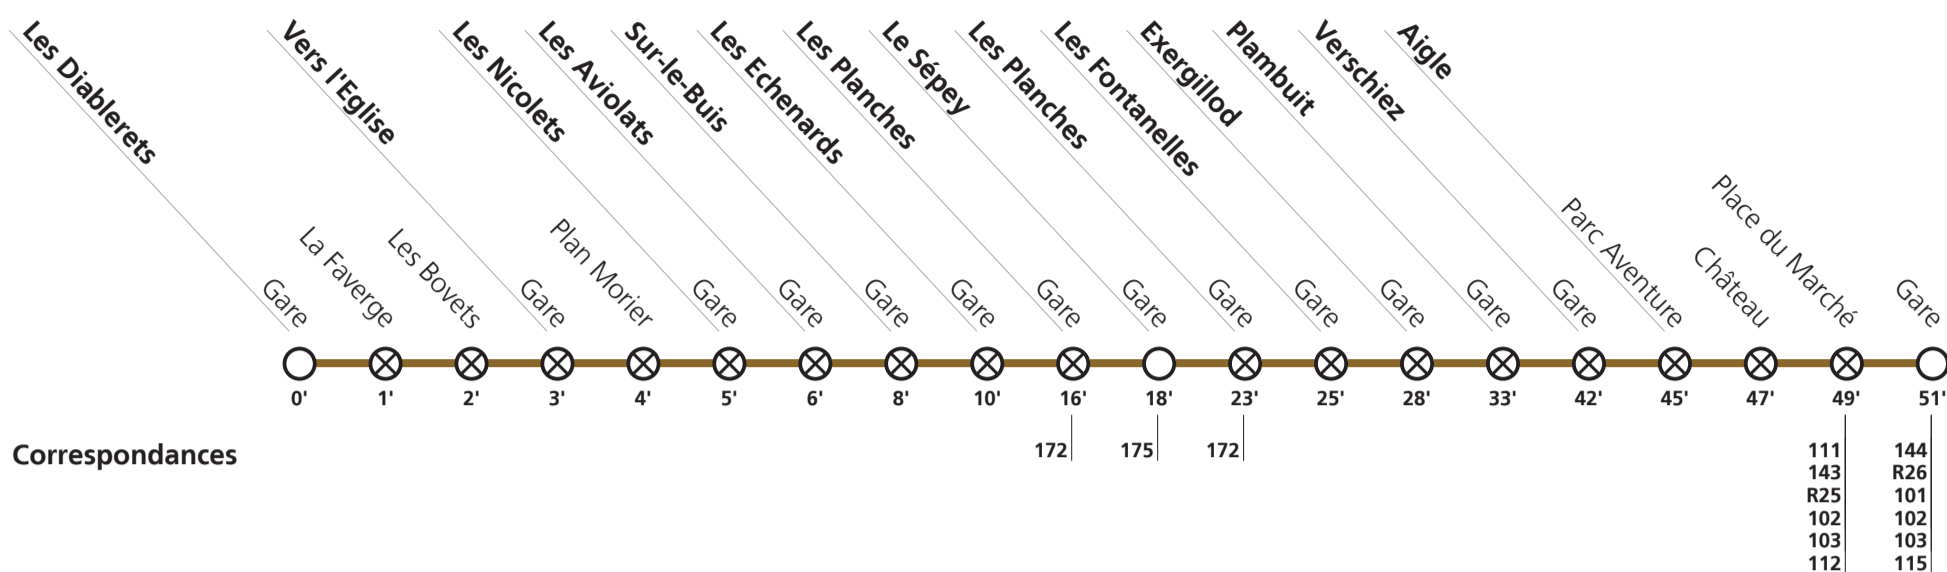 Les Diablerets
Vers l'Eglise
Les Nicolets
Les Aviolats
Sur-le-Buis
Les Echenards
Les Planches
Le Sépey
Les Planches
Les Fontanelles
Exergillod
Plambuit
Verschiez
Aigle
Gare
La Faverge
Les Bovets
Gare
Plan Morier
Gare
Gare
Gare
Gare
Gare
Gare
Gare
Gare
Gare
Gare
Gare
Parc Aventure
Château
Place du Marché
Gare
0' 1' 2' 3' 4' 5' 6' 8' 10' 16' 18' 23' 25' 28' 33' 42' 45' 47' 49' 51'
Correspondances 172 175 172 111 144
143 R26
R25 101
102 102
103 103
112 115